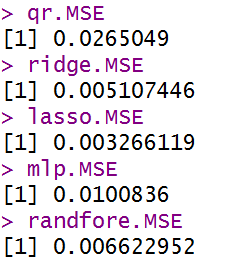 > qr.MSE
[1] 0.0265049
> ridge.MSE
[1] 0.005107446
> lasso.MSE
[1] 0.003266119
> mlp.MSE
[1] 0.0100836
> randfore.MSE
[1] 0.006622952